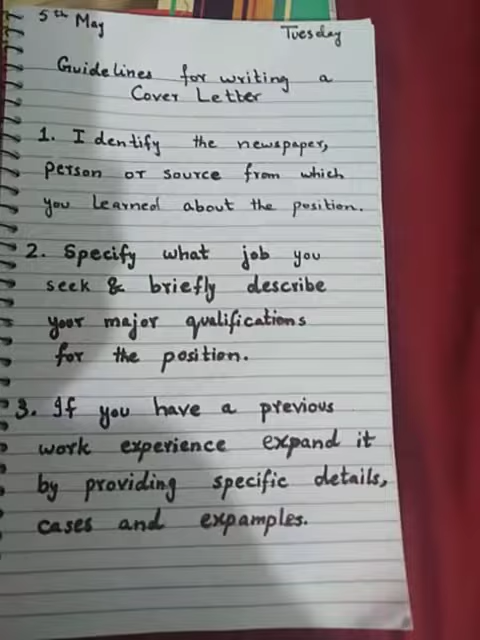 5th May
Tuesday
Guidelines for writing a
Cover Letter
1. Identify the newspaper,
person or source from which
you learned about the position.
2. Specify what job you
seek & briefly describe
your major qualifications
for the position.
3. If you have a previous
work experience expand it
by providing specific details,
cases and expamples.